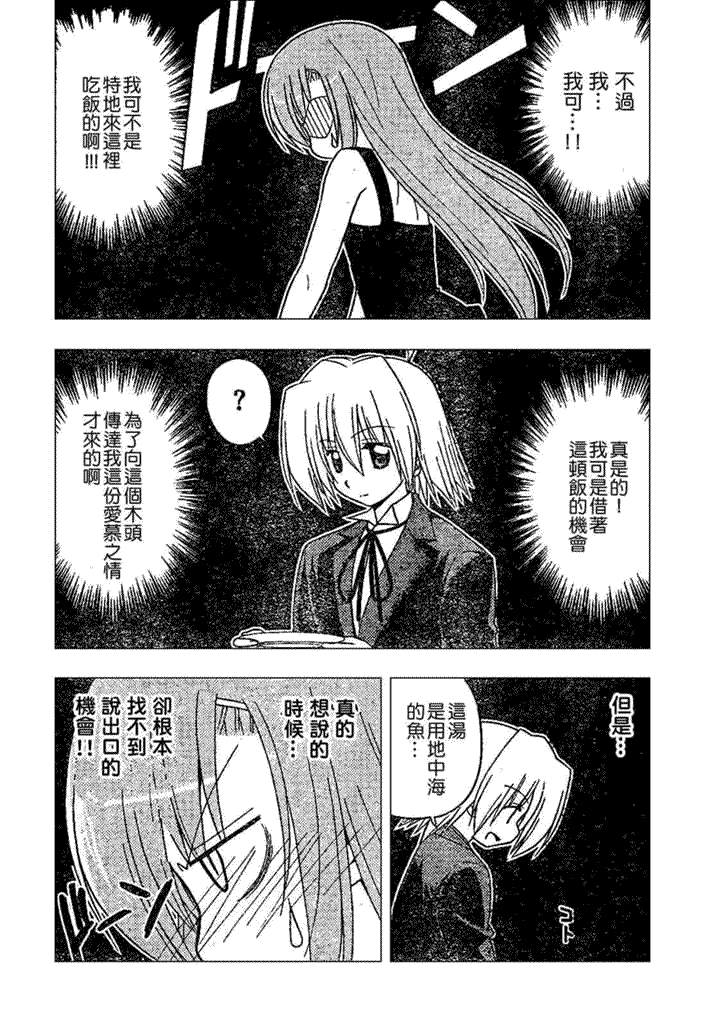 不過
我…
我可…!!
ドーーン
我可不是
特地來這裡
吃飯的啊!!!
真是的!
我可是借著
這頓飯的機會
?
為了向這個木頭
傳達我這份愛慕之情
才來的啊
但是…
這湯
是用地中海
的魚…
コト
真的
想說的
時候…
卻根本
找不到
說出口的
機會!!
ドーン